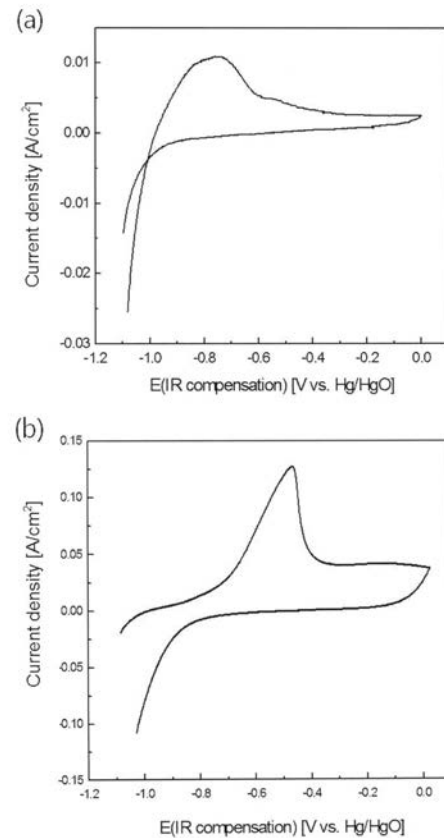 (a)
0.01
0.00
-0.01
-0.02
-0.03
Current density [A/cm²]
-1.2 -1.0 -0.8 -0.6 -0.4 -0.2 0.0
E(IR compensation) [V vs. Hg/HgO]
(b)
0.15
0.10
0.05
0.00
0.05
-0.10
0.15
Current density [A/cm²]
-1.2 -1.0 -0.8 -0.6 -0.4 -0.2 0.0
E(IR compensation) [V vs. Hg/HgO]